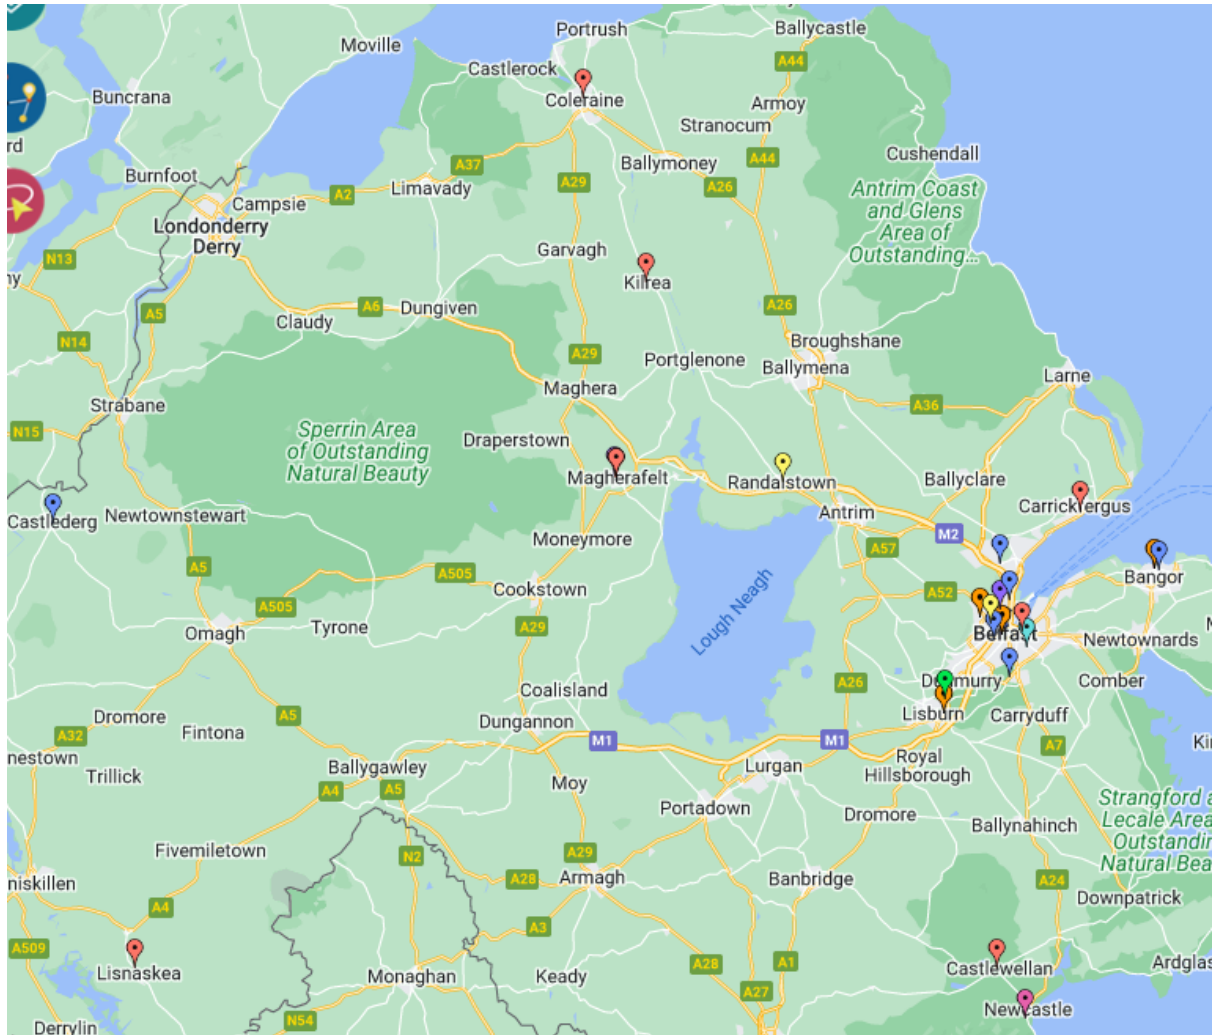 Portrush
Ballycastle
Moville
A44
Castlerock
Buncrana
Coleraine
Armoy
Stranocum
rd
Cushendall
Ballymoney
A44
A37
Burnfoot
A29
A26
Limavady
A2
Campsie
Antrim Coast
and Glens
Area of
Outstanding...
Londonderry
Derry
Garvagh
N13
ny
Kilrea
A6
A26
Dungiven
A5
Claudy
N14
Broughshane
A29
Portglenone
Ballymena
Larne
Maghera
Strabane
A36
N15
Sperrin Area
of Outstanding
Natural Beauty
Draperstown
Magherafelt
Randalstown
Ballyclare
Carrickfergus
Castlederg
Newtownstewart
Antrim
M2
Moneymore
A57
A5
A505
Cookstown
A52
Bangor
Lough Neagh
A505
Omagh
Tyrone
A29
Belfast
Newtownards
A26
Dunmurry
Comber
Coalisland
Lisburn
Carryduff
Dromore
A5
Dungannon
A32
Fintona
M1
M1
A7
nestown
Trillick
Ballygawley
Lurgan
Royal
Hillsborough
Moy
A4
A5
Portadown
Dromore
Strangford a
Lecale Area
Outstandin
Natural Bea
Ballynahinch
Fivemiletown
N2
A29
niskillen
A28
Armagh
Banbridge
A24
Downpatrick
A4
A3
A509
Lisnaskea
Monaghan
Keady
A28
A1
Castlewellan
Ardglas
A27
Newcastle
N54
Derrylin